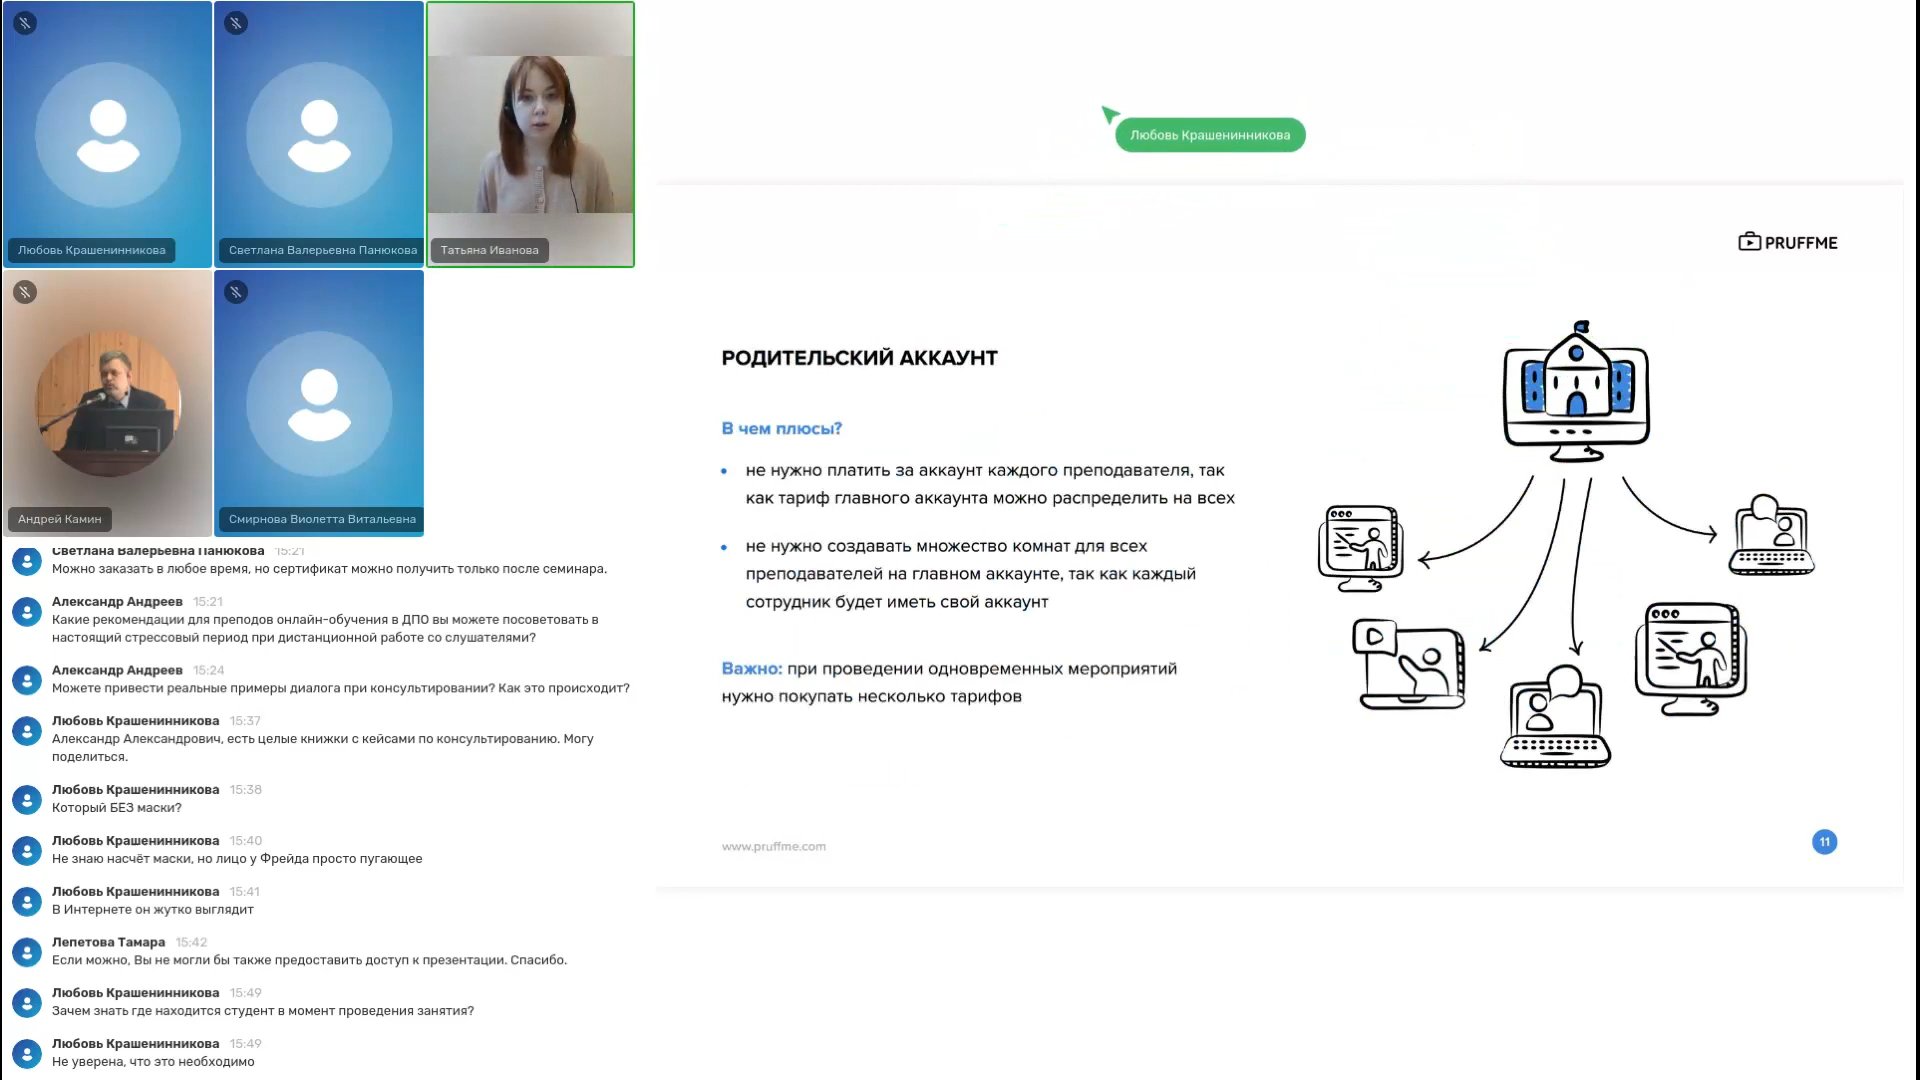 Любовь Крашенинникова
Светлана Валерьевна Панюкова
Татьяна Иванова
Андрей Камин
Смирнова Виолетта Витальевна
Светлана Валерьевна Панюкова 15:21
Можно заказать в любое время, но сертификат можно получить только после семинара.
Александр Андреев 15:21
Какие рекомендации для преподов онлайн-обучения в ДПО вы можете посоветовать в
настоящий стрессовый период при дистанционной работе со слушателями?
Александр Андреев 15:24
Можете привести реальные примеры диалога при консультировании? Как это происходит?
Любовь Крашенинникова 15:37
Александр Александрович, есть целые книжки с кейсами по консультированию. Могу
поделиться.
Любовь Крашенинникова 15:38
Который БЕЗ маски?
Любовь Крашенинникова 15:40
Не знаю насчёт маски, но лицо у Фрейда просто пугающее
Любовь Крашенинникова 15:41
В Интернете он жутко выглядит
Лепетова Тамара 15:42
Если можно, Вы не могли бы также предоставить доступ к презентации. Спасибо.
Любовь Крашенинникова 15:49
Зачем знать где находится студент в момент проведения занятия?
Любовь Крашенинникова 15:49
Не уверена, что это необходимо
Любовь Крашенинникова
PRUFFME
РОДИТЕЛЬСКИЙ АККАУНТ
В чем плюсы?
• не нужно платить за аккаунт каждого преподавателя, так
как тариф главного аккаунта можно распределить на всех
• не нужно создавать множество комнат для всех
преподавателей на главном аккаунте, так как каждый
сотрудник будет иметь свой аккаунт
Важно: при проведении одновременных мероприятий
нужно покупать несколько тарифов
www.pruffme.com
11